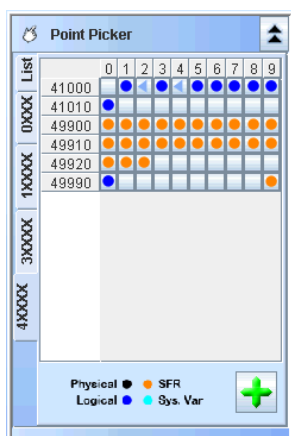 Point Picker
List
0XXX
1XXXX
3XXXX
4XXXX
0 1 2 3 4 5 6 7 8 9
41000
41010
49900
49910
49920
49990
Physical SFR
Logical Sys. Var